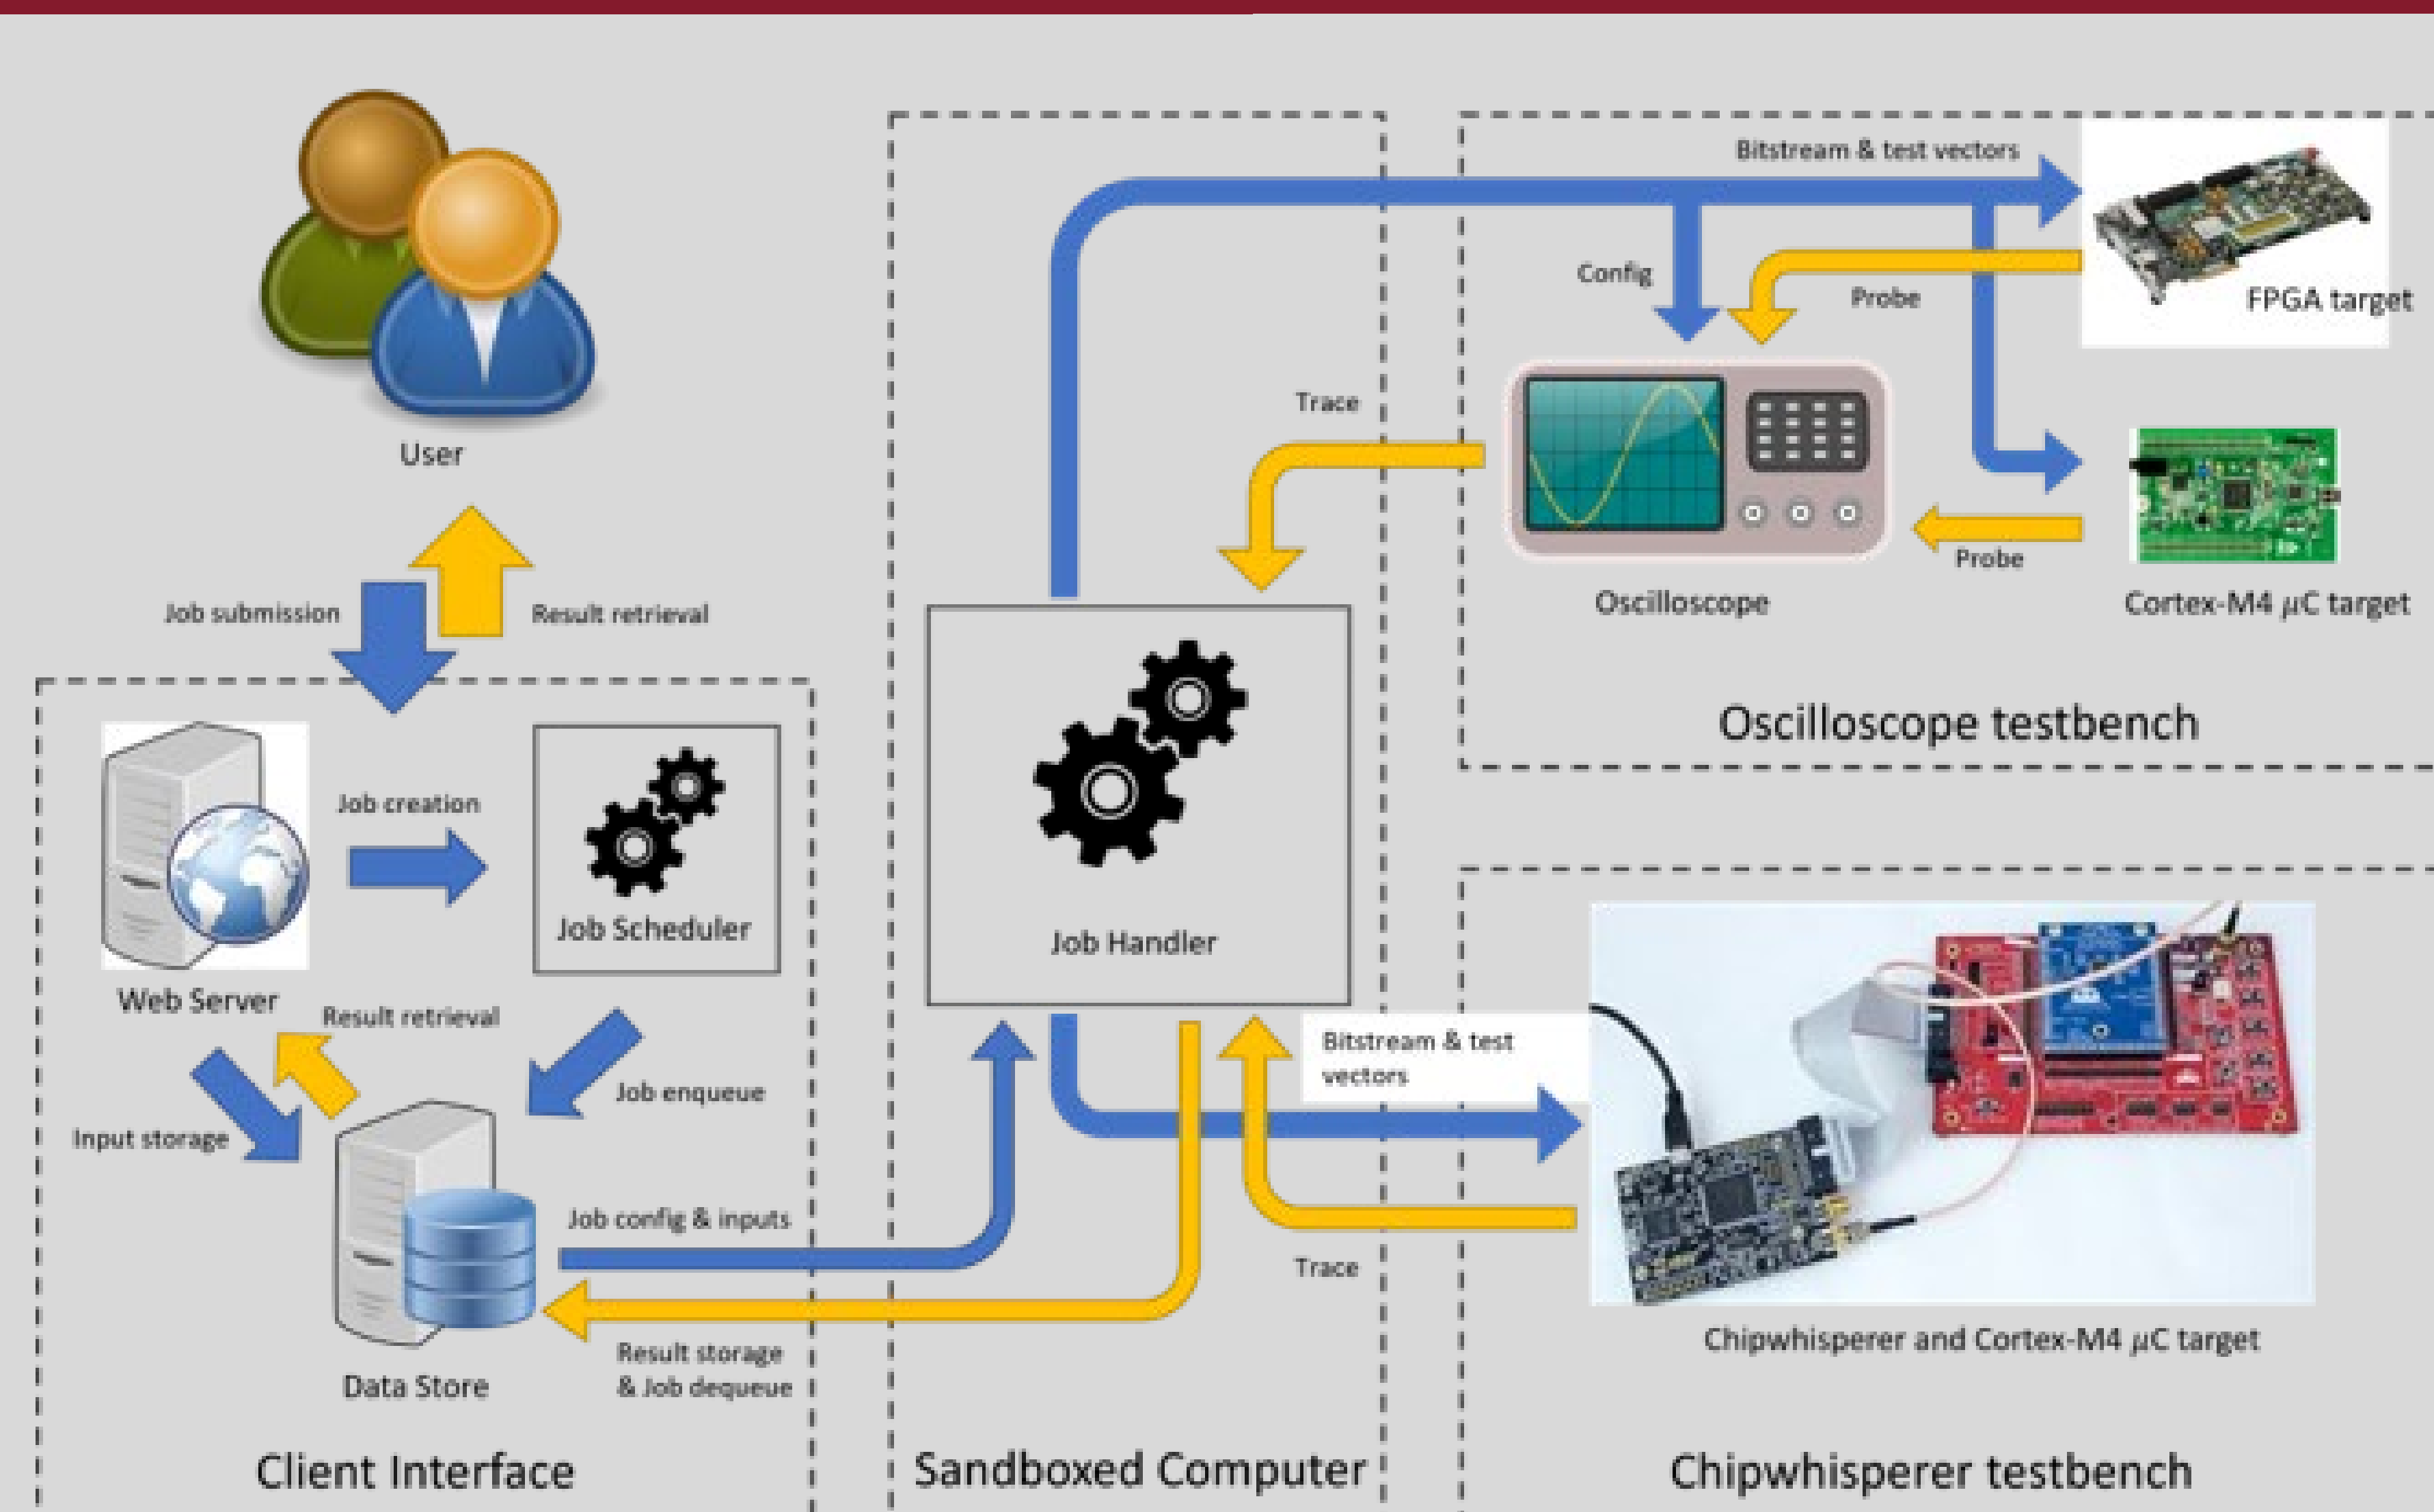 User
Job submission
Result retrieval
Job creation
Job Scheduler
Web Server
Result retrieval
Job enqueue
Input storage
Job config & inputs
Result storage
& Job dequeue
Data Store
Client Interface
Trace
Job Handler
Bitstream & test
vectors
Trace
Sandboxed Computer
Bitstream & test vectors
Config
Probe
FPGA target
Probe
Oscilloscope
Cortex-M4 μC target
Oscilloscope testbench
Chipwhisperer and Cortex-M4 μC target
Chipwhisperer testbench